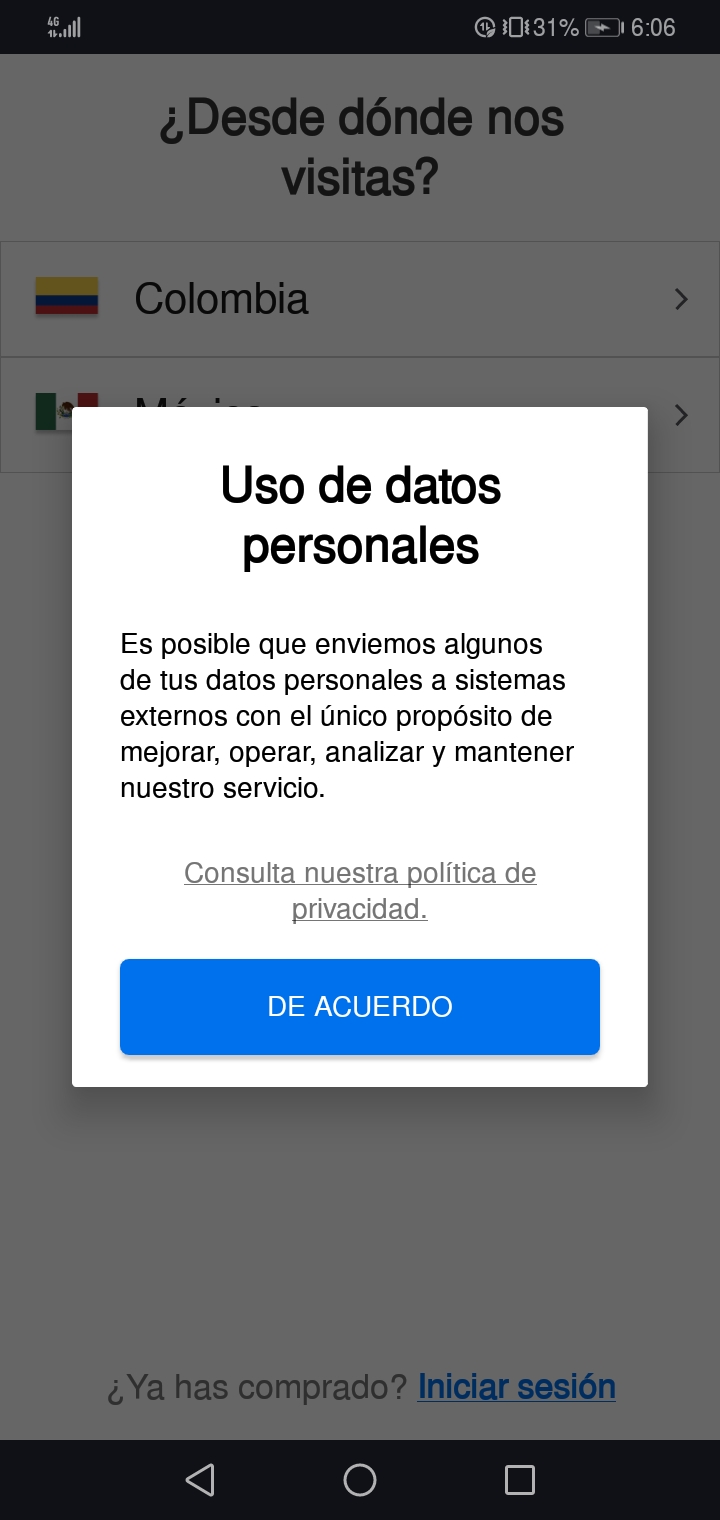 4G 31% 6:06
¿Desde dónde nos
visitas?
Colombia
Uso de datos
personales
Es posible que enviemos algunos
de tus datos personales a sistemas
externos con el único propósito de
mejorar, operar, analizar y mantener
nuestro servicio.
Consulta nuestra política de
privacidad.
DE ACUERDO
¿Ya has comprado? Iniciar sesión